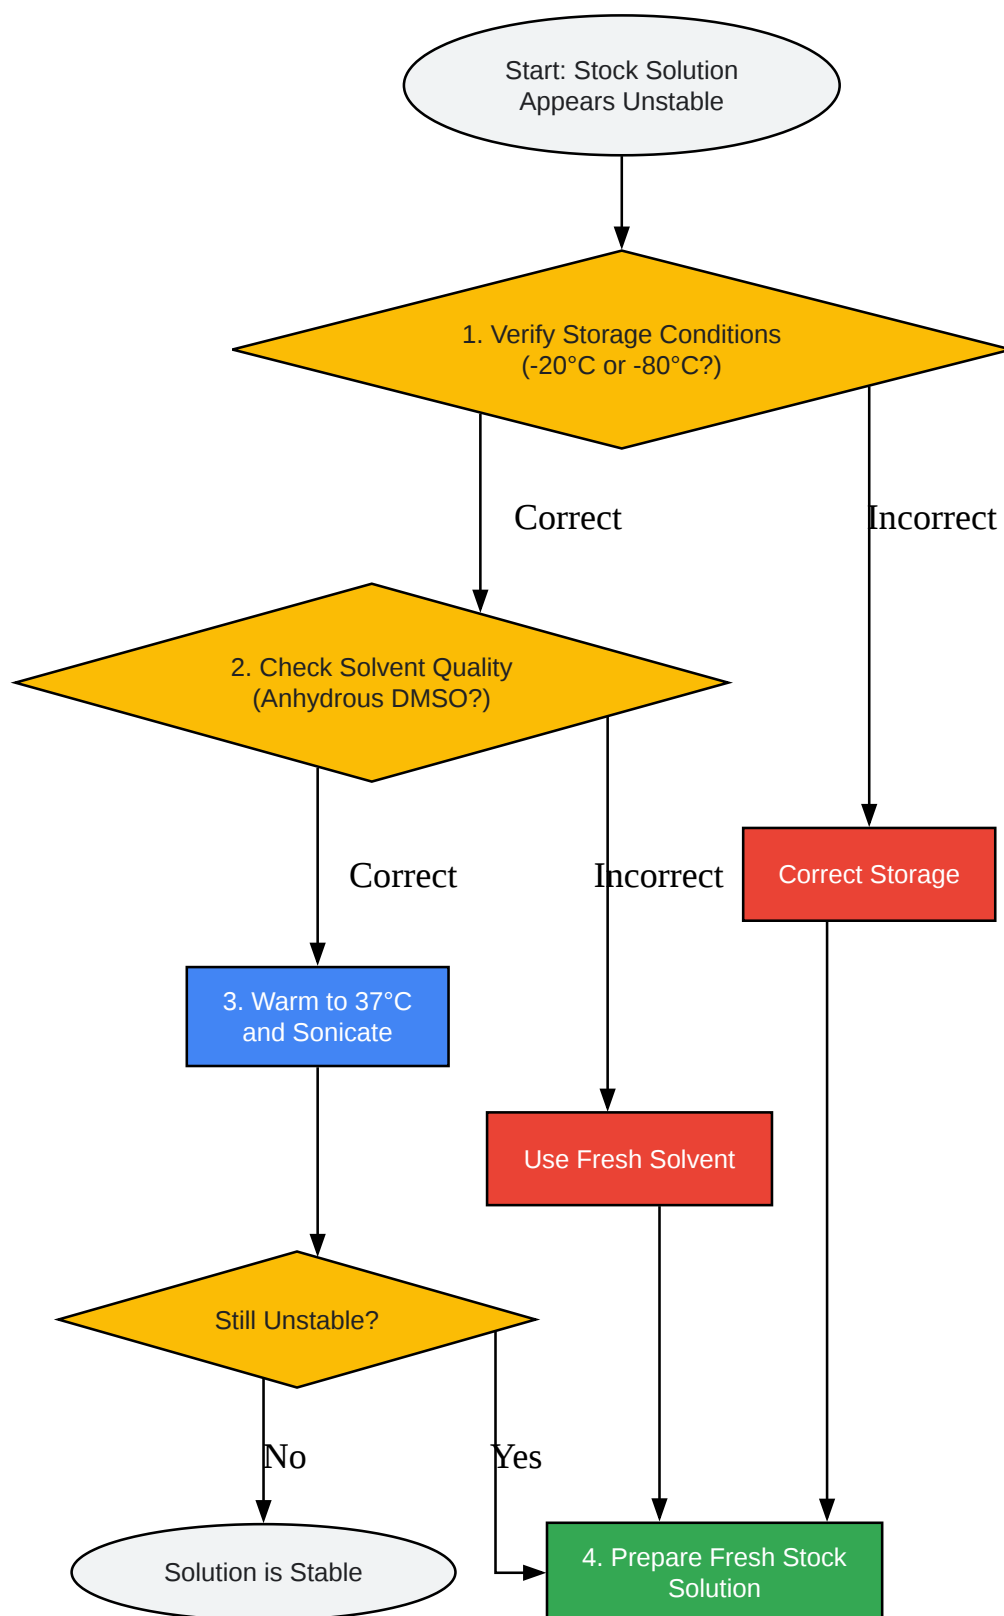 Start: Stock Solution
Appears Unstable
1. Verify Storage Conditions
(-20°C or -80°C?)
Correct
Incorrect
2. Check Solvent Quality
(Anhydrous DMSO?)
Correct
Incorrect
Correct Storage
3. Warm to 37°C
and Sonicate
Use Fresh Solvent
Still Unstable?
No
Yes
Solution is Stable
4. Prepare Fresh Stock
Solution